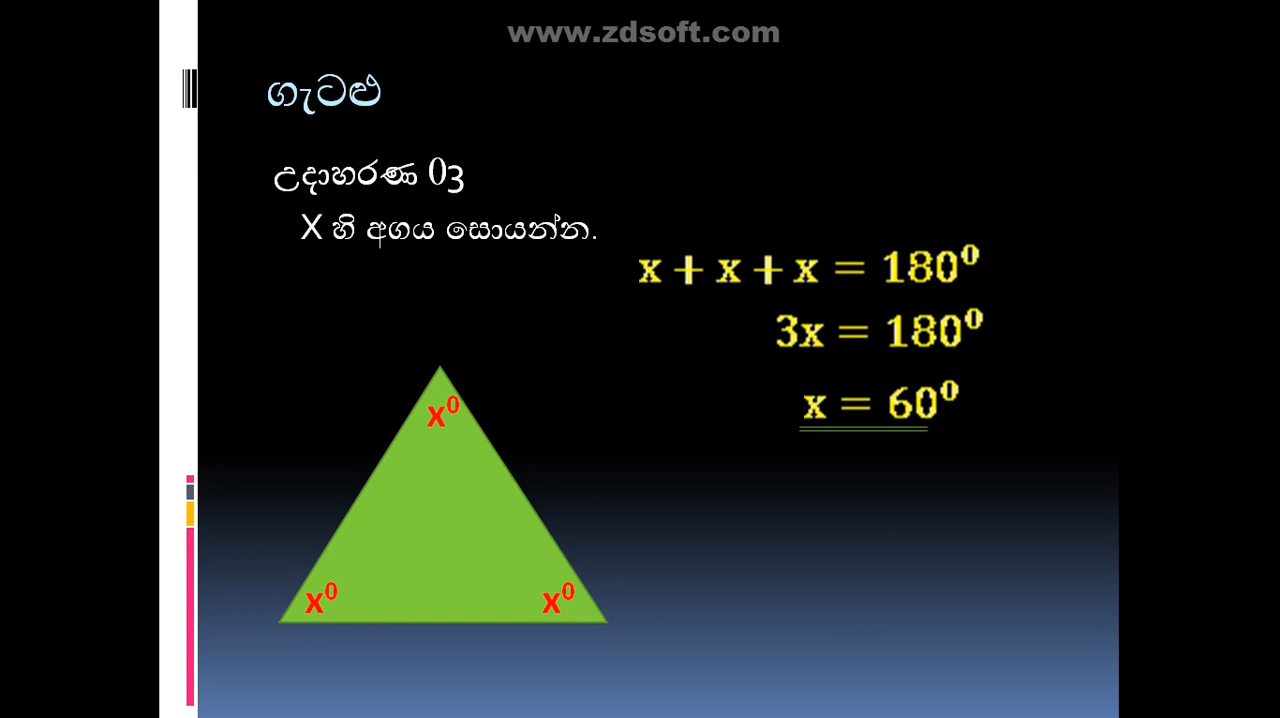 www.zdsoft.com
ගැටළු
උදාහරණ 03
X හි අගය සොයන්න.
x + x + x = 180⁰
3x = 180⁰
x = 60⁰
x⁰
x⁰ x⁰